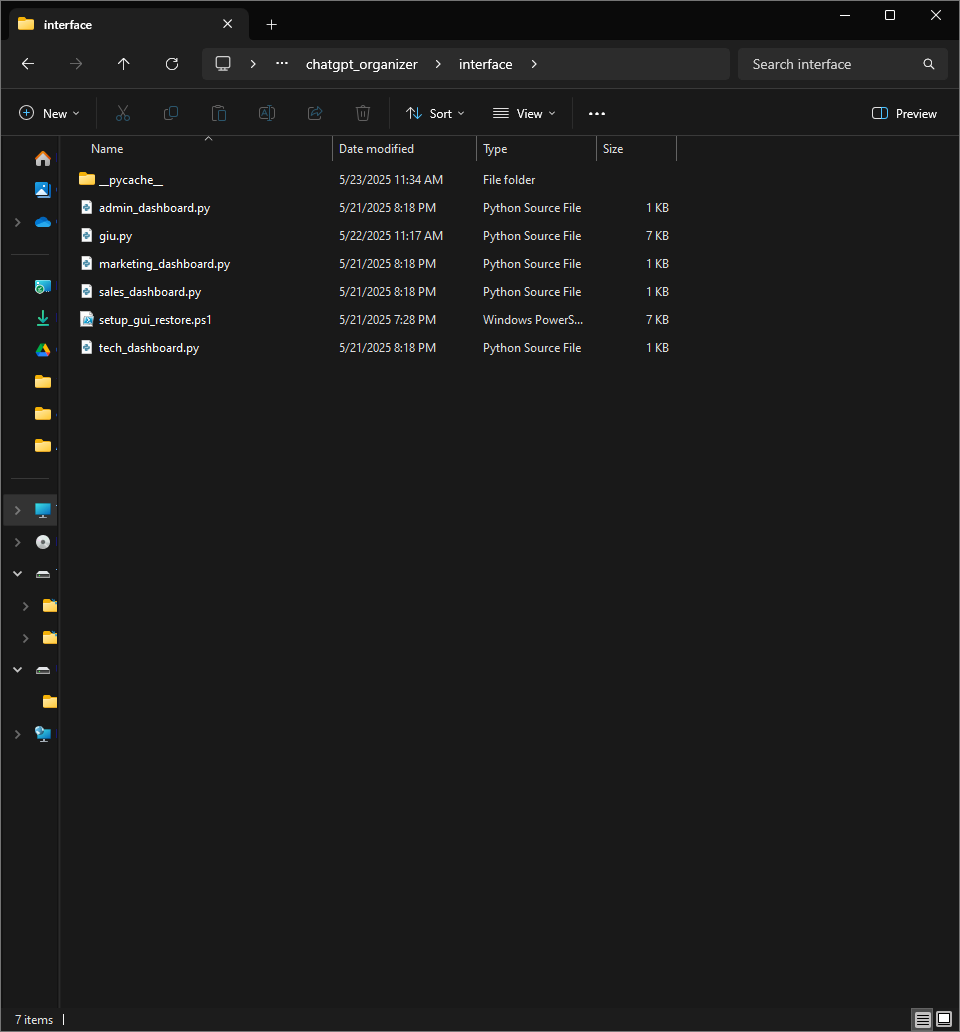 interface
chatgpt_organizer interface Search interface
New Sort View Preview
Name Date modified Type Size
__pycache__ 5/23/2025 11:34 AM File folder
admin_dashboard.py 5/21/2025 8:18 PM Python Source File 1 KB
giu.py 5/22/2025 11:17 AM Python Source File 7 KB
marketing_dashboard.py 5/21/2025 8:18 PM Python Source File 1 KB
sales_dashboard.py 5/21/2025 8:18 PM Python Source File 1 KB
setup_gui_restore.ps1 5/21/2025 7:28 PM Windows PowerS... 7 KB
tech_dashboard.py 5/21/2025 8:18 PM Python Source File 1 KB
7 items